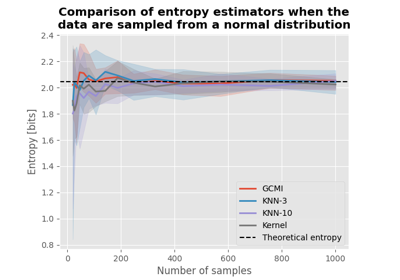 Comparison of entropy estimators when the
data are sampled from a normal distribution
2.4
2.2
2.0
1.8
1.6
1.4
1.2
1.0
0.8
Entropy [bits]
GCMI
KNN-3
KNN-10
Kernel
Theoretical entropy
0
200
400
600
800
1000
Number of samples